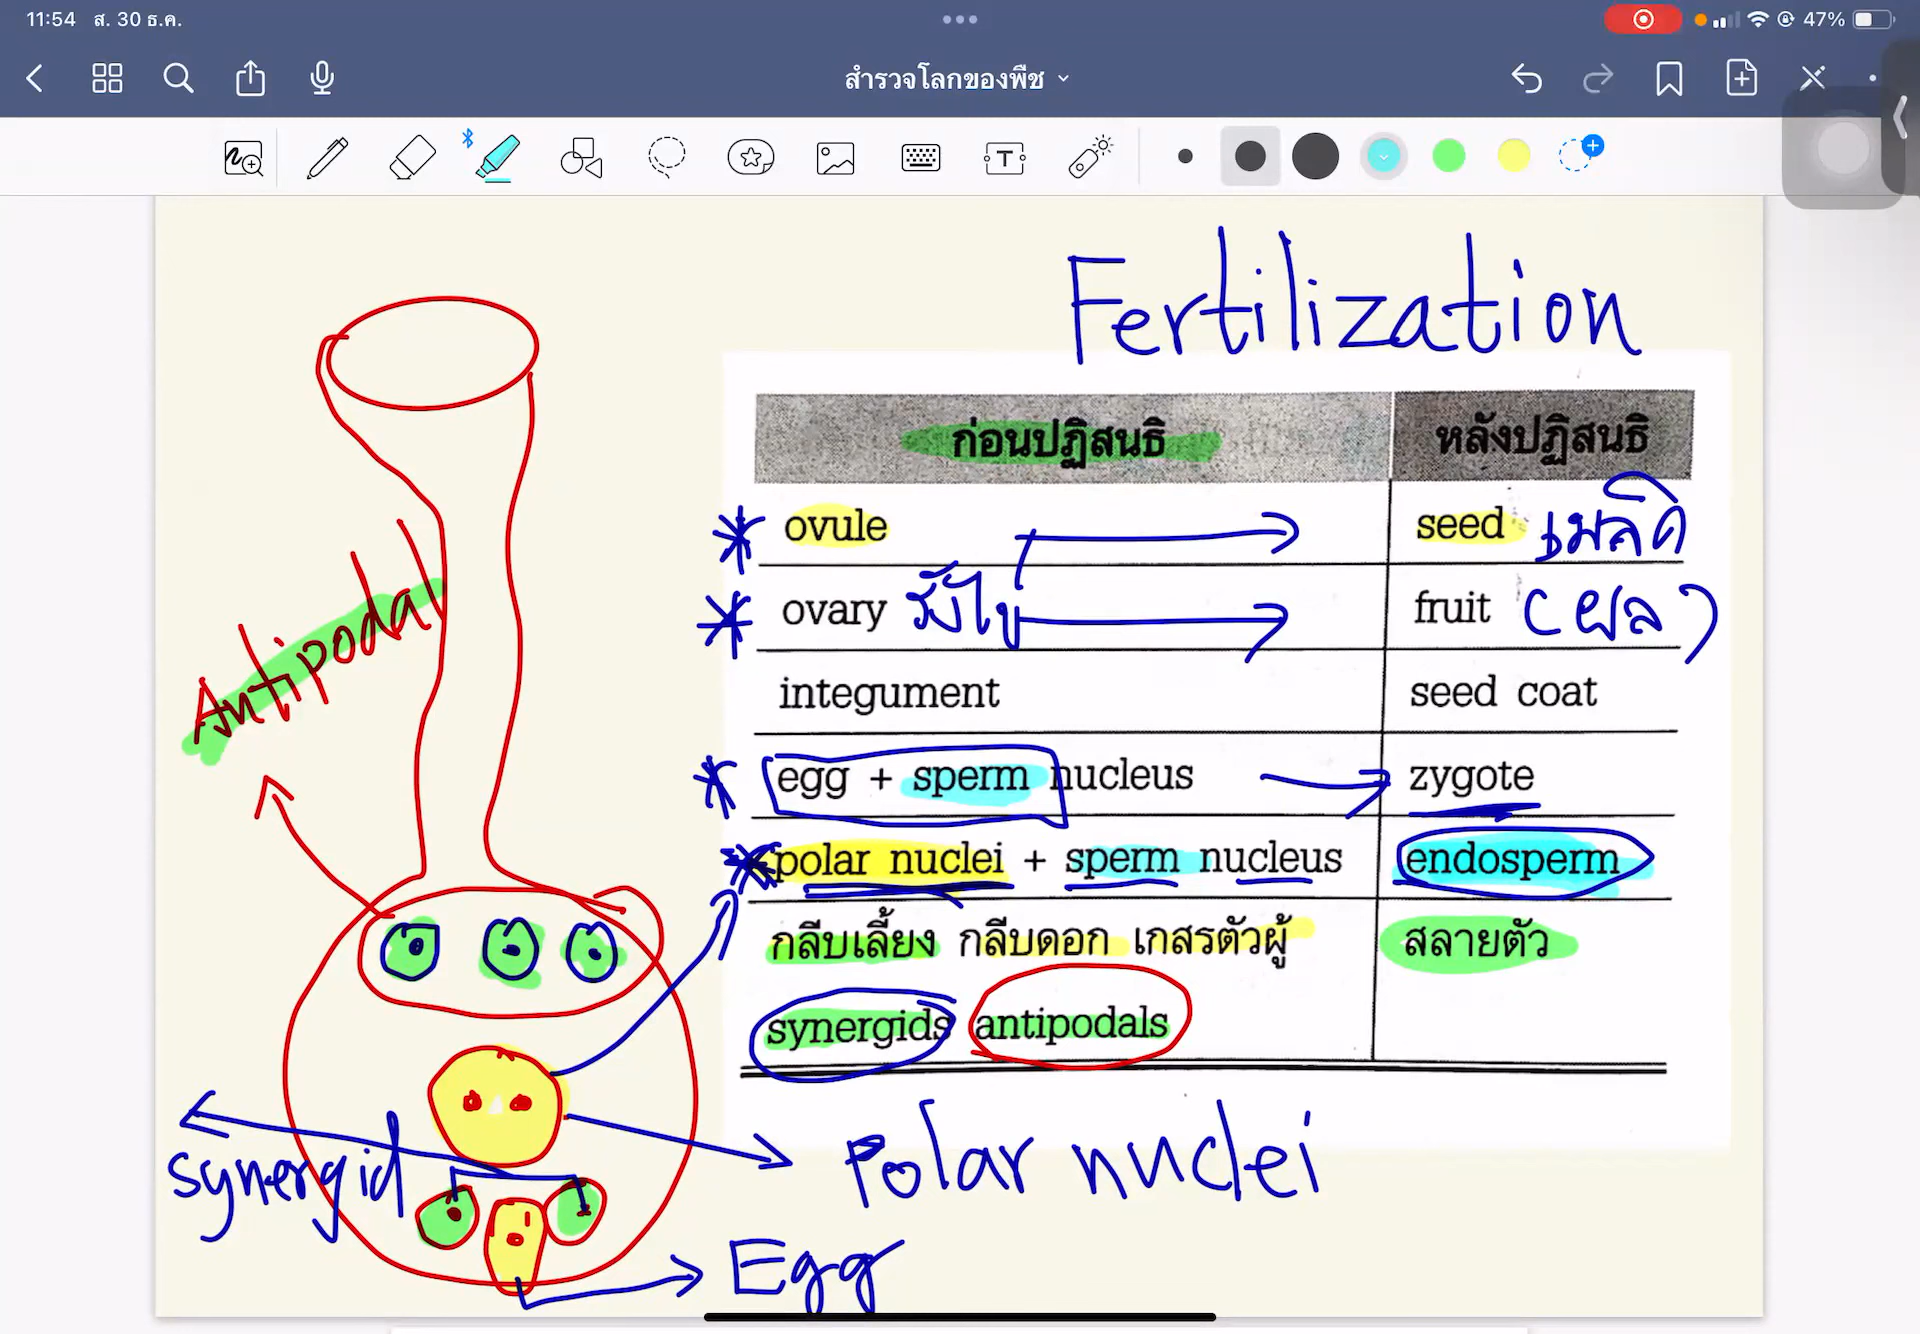 11:54 ส. 30 ธ.ค. 47%
สำรวจโลกของพืช
Fertilization
ก่อนปฏิสนธิ หลังปฏิสนธิ
ovule seed เมล็ด
ovary รังไข่ fruit (ผล)
integument seed coat
egg + sperm nucleus zygote
polar nuclei + sperm nucleus endosperm
กลีบเลี้ยง กลีบดอก เกสรตัวผู้ สลายตัว
synergids antipodals
Antipodal
synergid
Polar nuclei
Egg